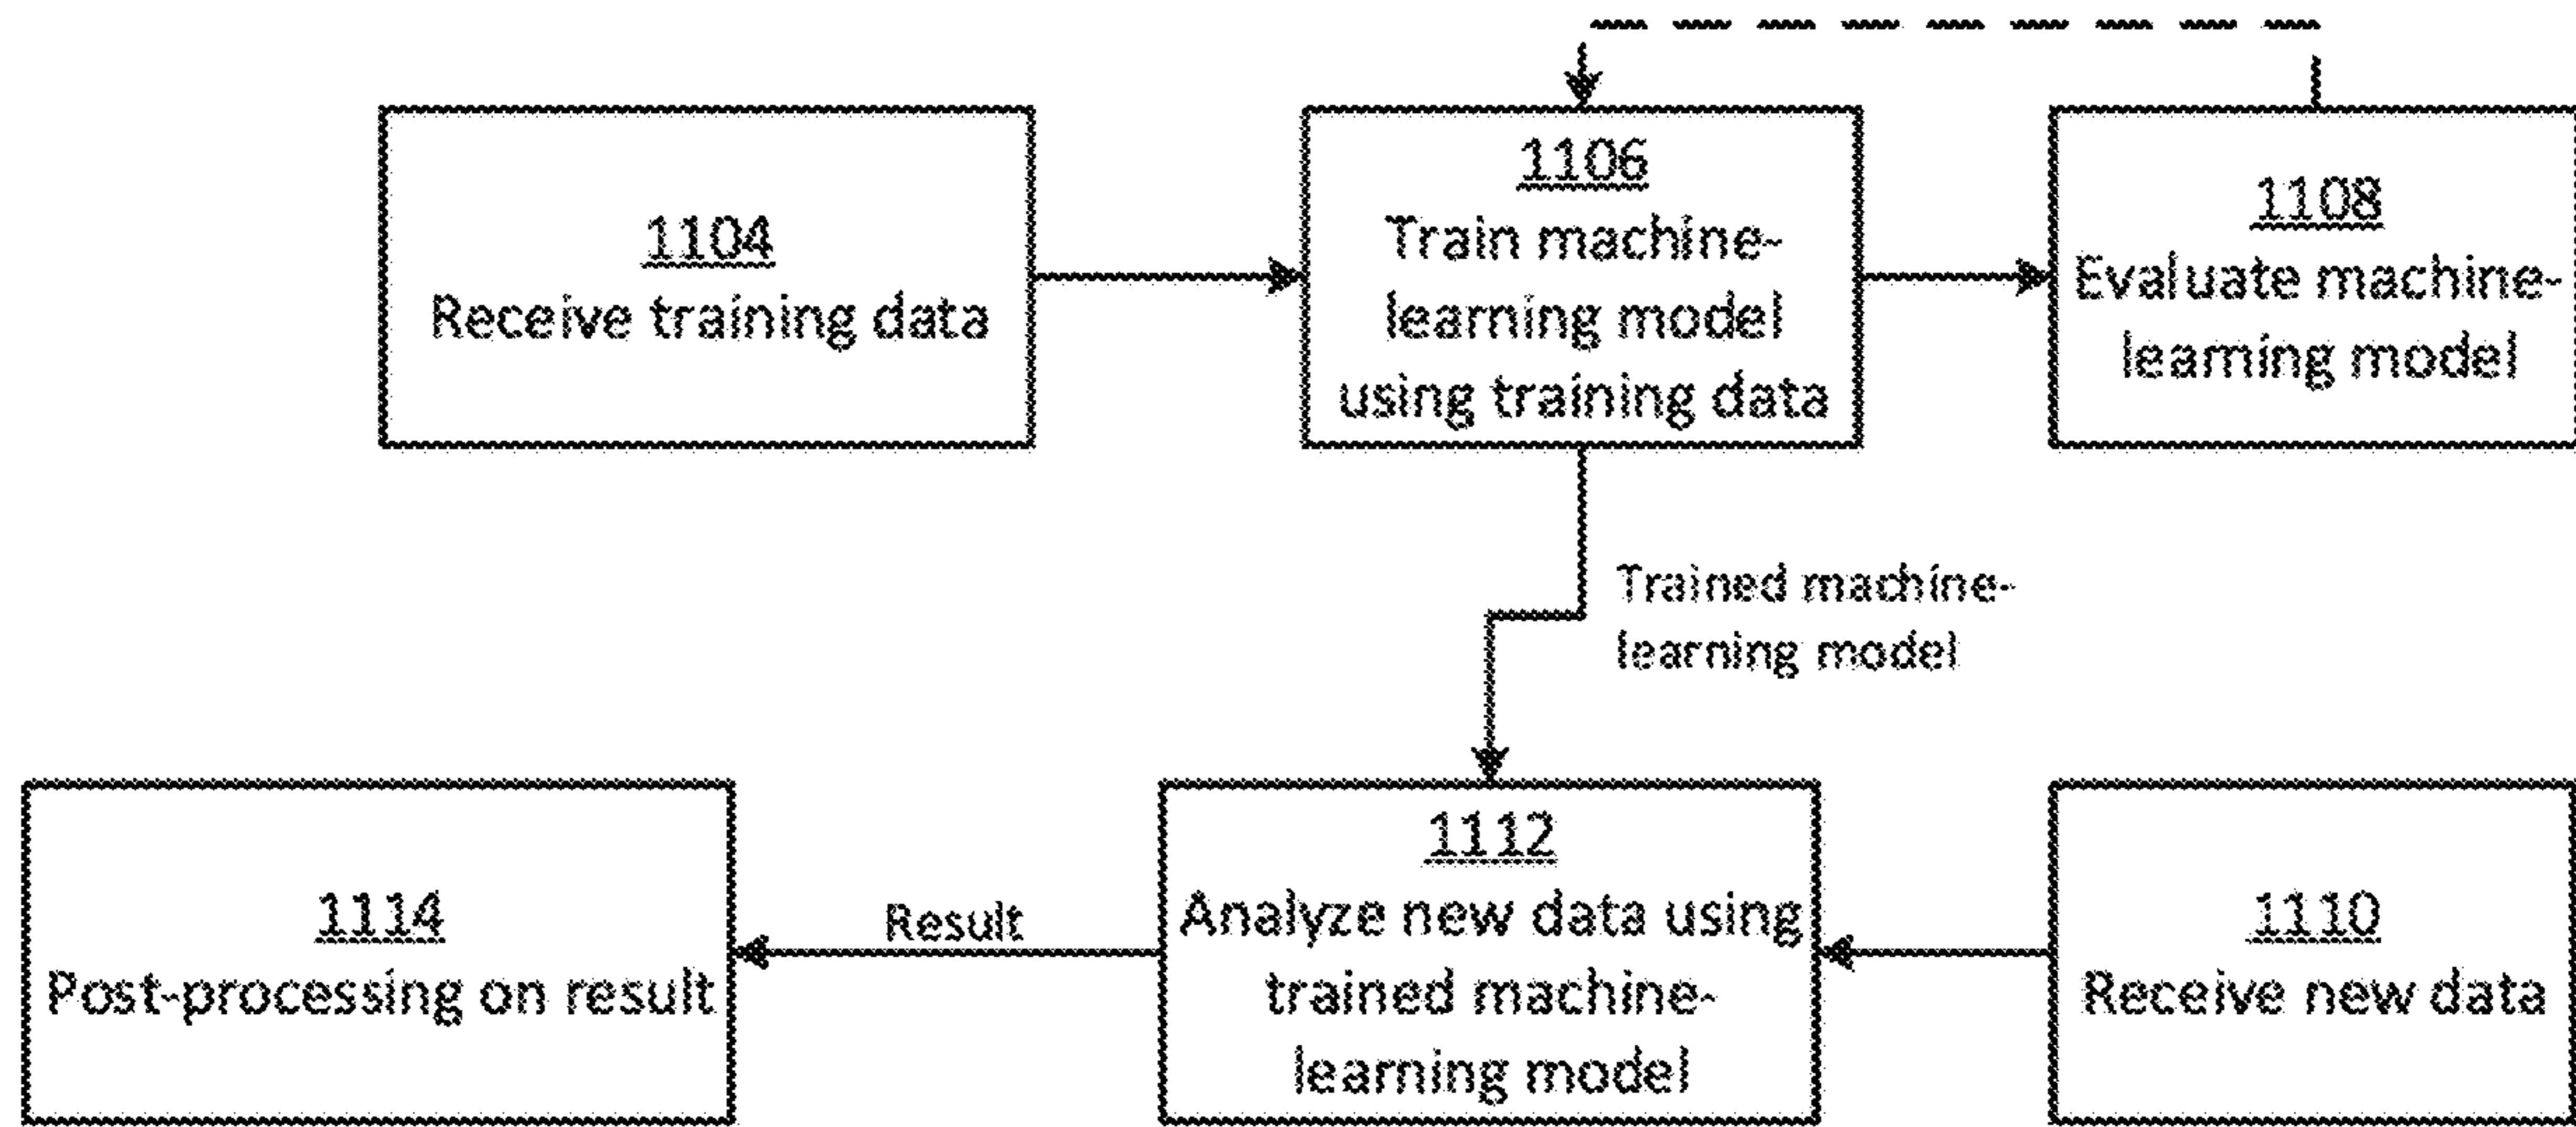 1104
Receive training data
1106
Train machine-
learning model
using training data
1108
Evaluate machine-
learning model
Trained machine-
learning model
1114
Post-processing on result
Result
1112
Analyze new data using
trained machine-
learning model
1110
Receive new data